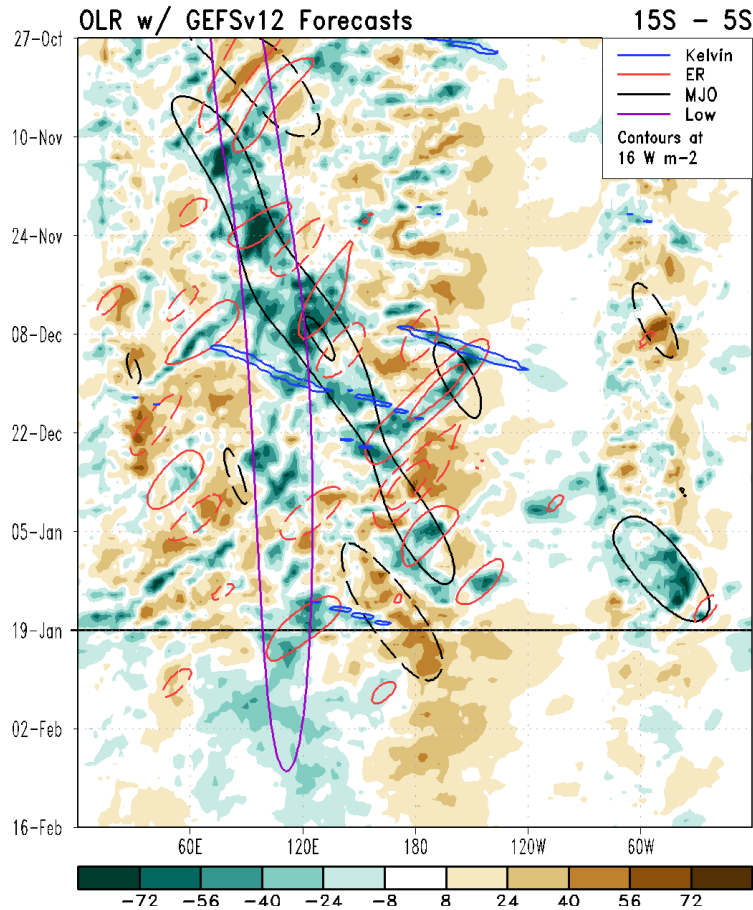 OLR w/ GEFSv12 Forecasts 15S - 5S
27-Oct
Kelvin
ER
MJO
Low
Contours at
16 W m-2
10-Nov
24-Nov
08-Dec
22-Dec
05-Jan
19-Jan
02-Feb
16-Feb
60E 120E 180 120W 60W
-72 -56 -40 -24 -8 8 24 40 56 72